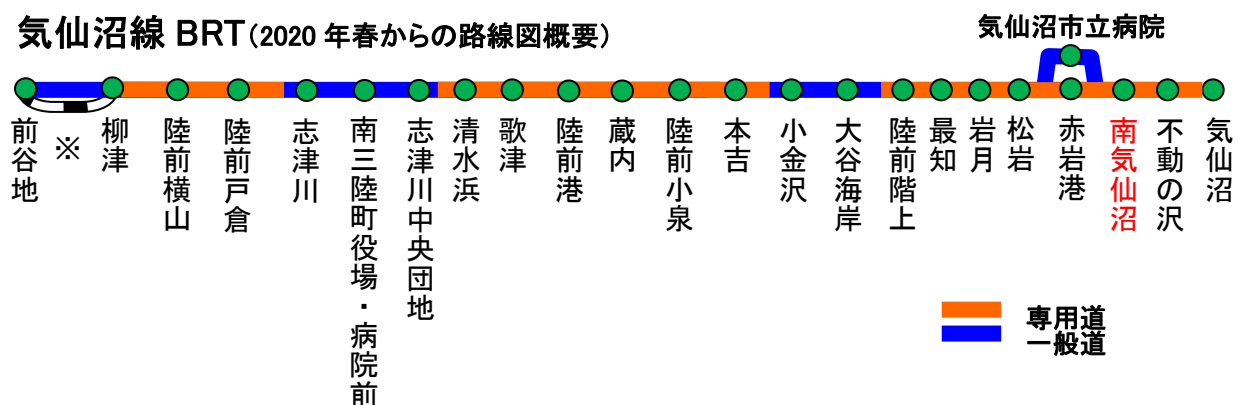 気仙沼線 BRT(2020 年春からの路線図概要)
気仙沼市立病院
前谷地
※
柳津
陸前横山
陸前戸倉
志津川
南三陸町役場・病院前
志津川中央団地
清水浜
歌津
陸前港
蔵内
陸前小泉
本吉
小金沢
大谷海岸
陸前階上
最知
岩月
松岩
赤岩港
南気仙沼
不動の沢
気仙沼
専用道
一般道